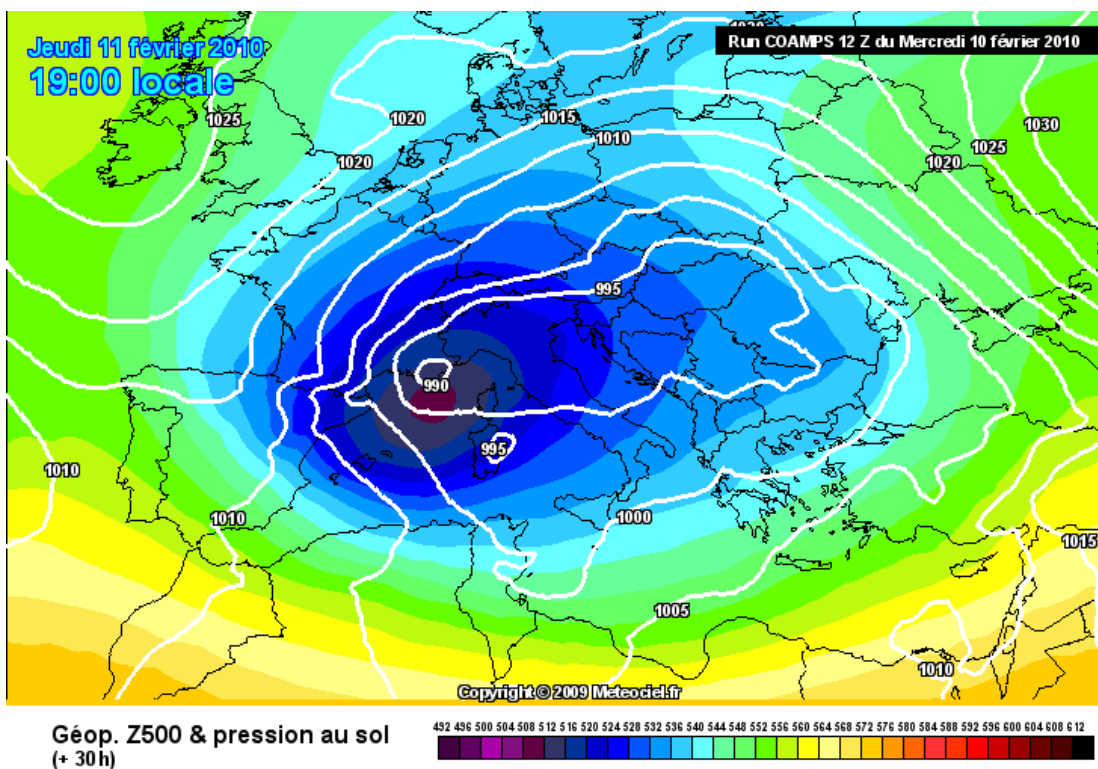 Jeudi 11 février 2010
19:00 locale
Run COAMPS 12 Z du Mercredi 10 février 2010
1025
1020
1020
1015
1010
1030
1025
1020
995
990
995
1010
1010
1000
1005
1015
1010
Copyright © 2009 Meteociel.fr
Géop. Z500 & pression au sol
(+ 30h)
492 496 500 504 508 512 516 520 524 528 532 536 540 544 548 552 556 560 564 568 572 576 580 584 588 592 596 600 604 608 612